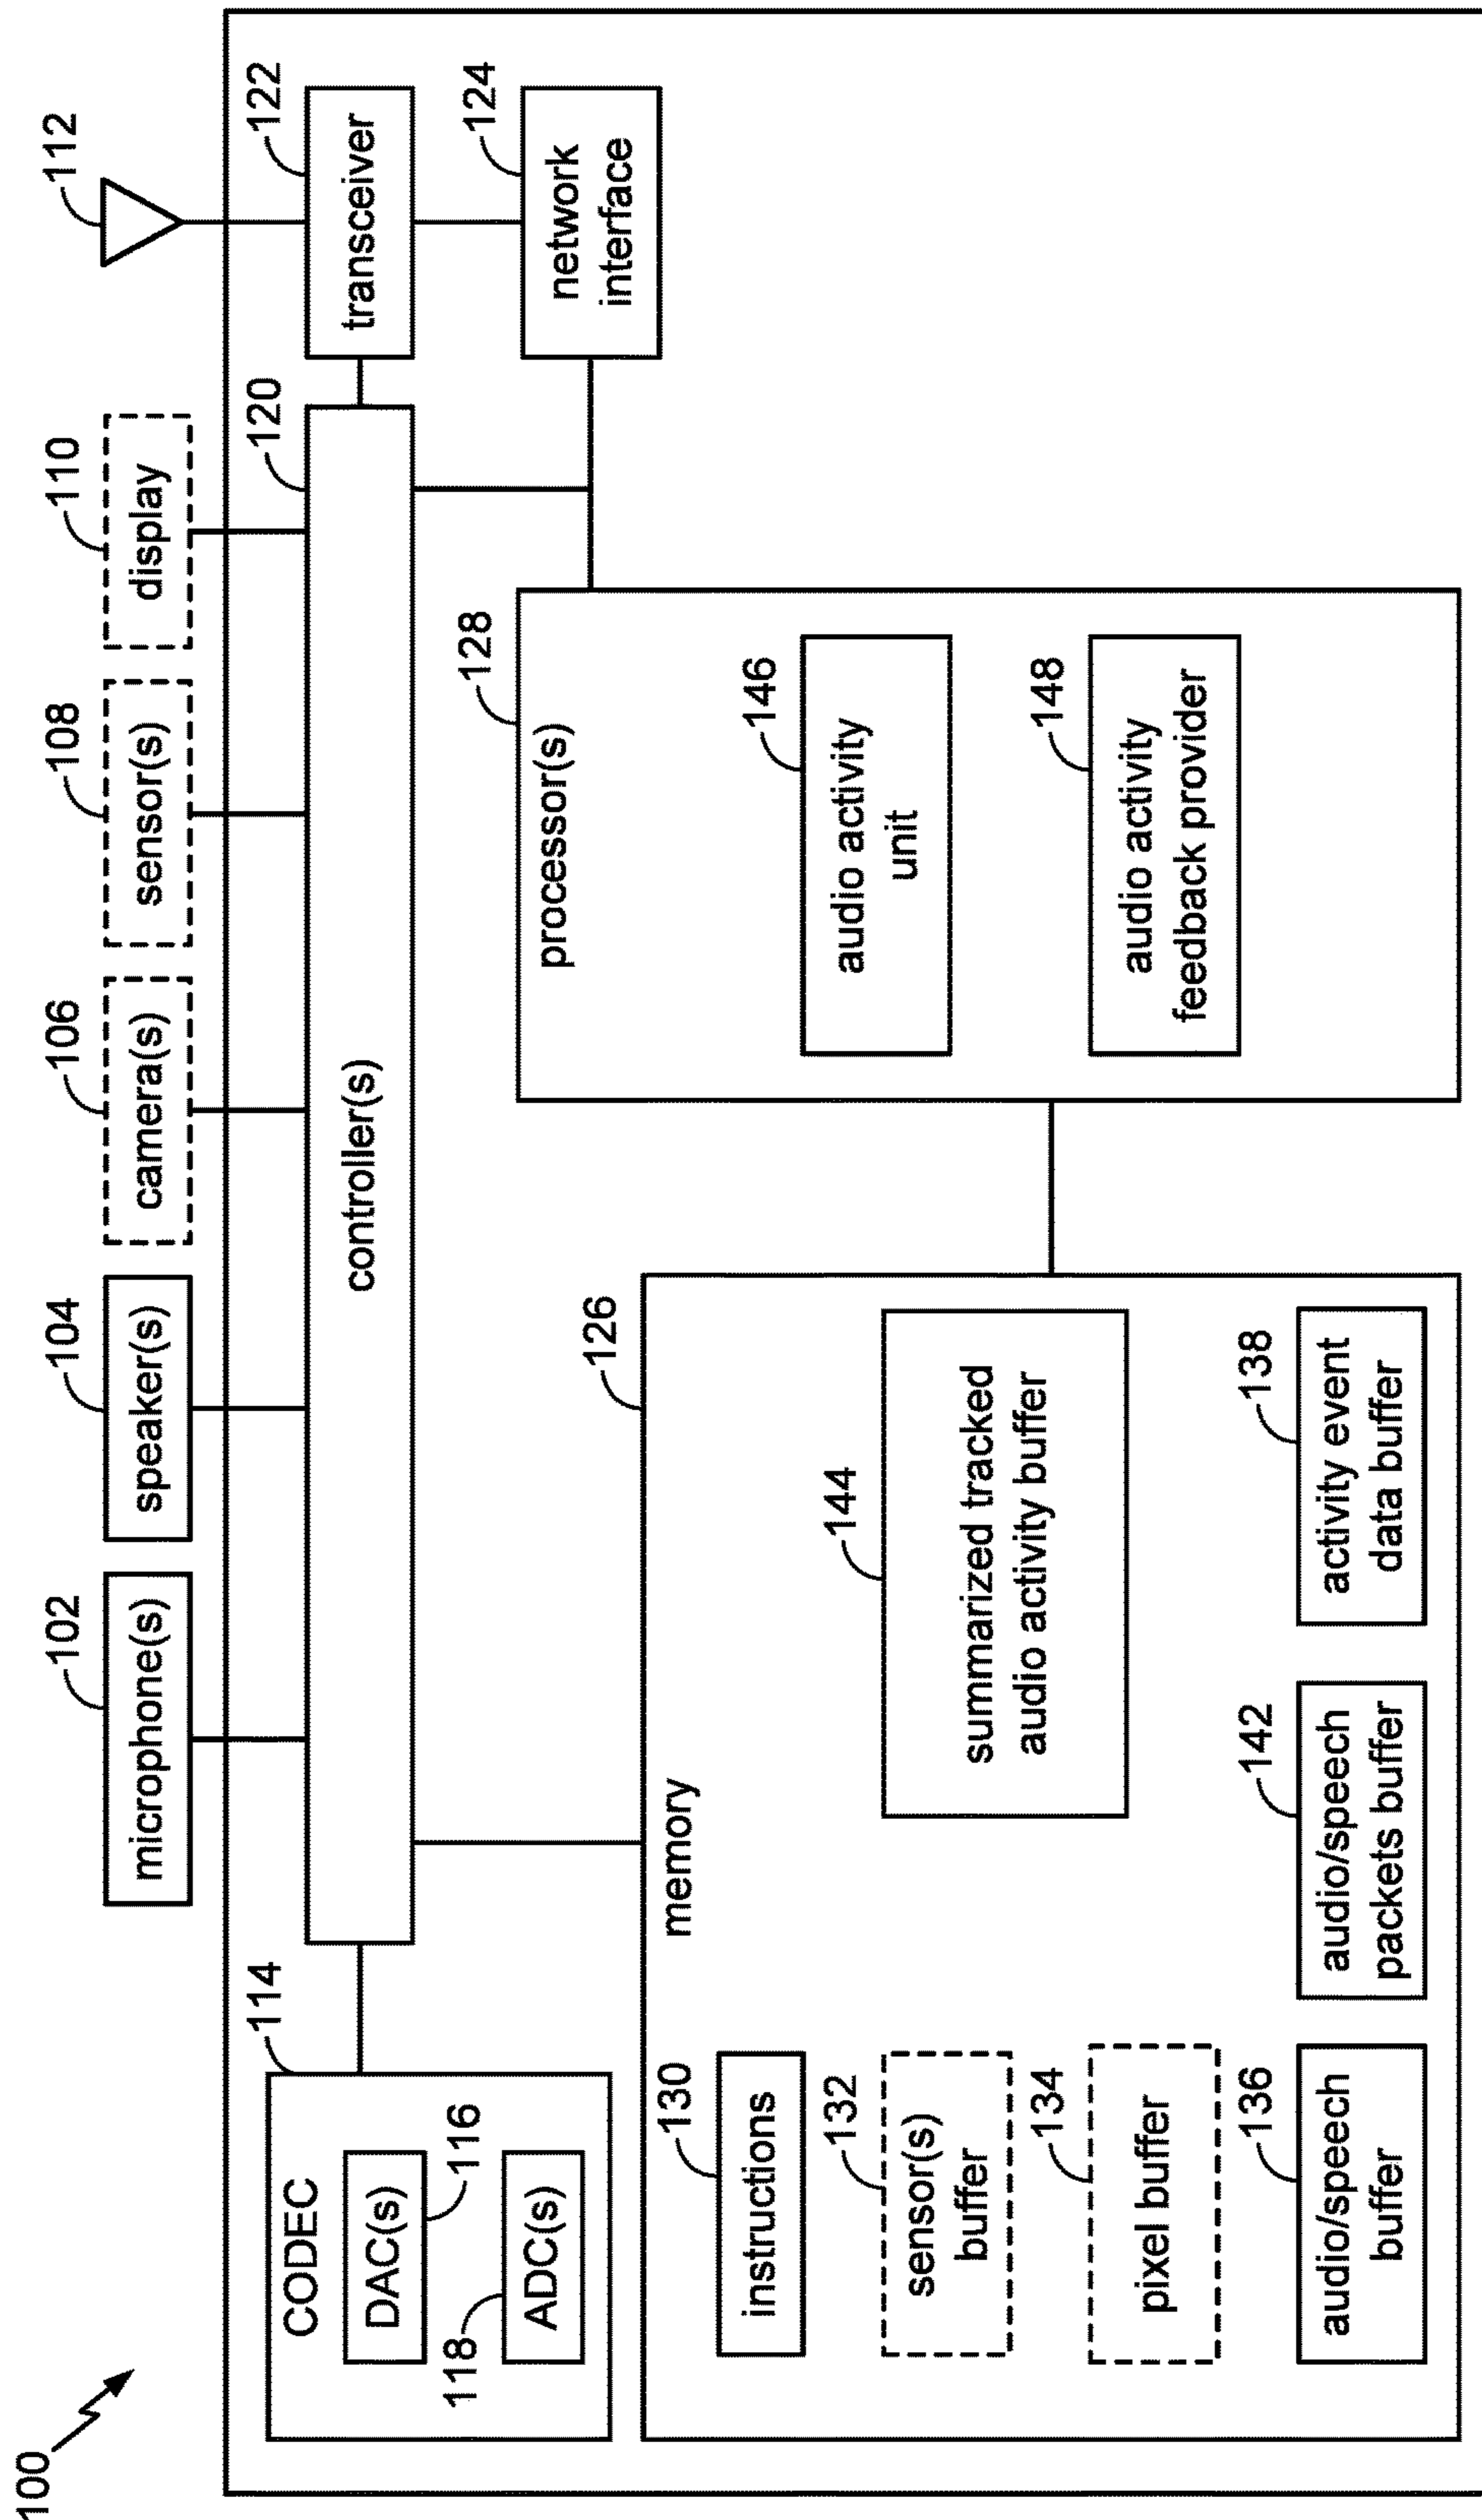 100
102
microphone(s)
104
speaker(s)
106
camera(s)
108
sensor(s)
110
display
112
114
CODEC
DAC(s)
116
118
ADC(s)
120
controller(s)
122
transceiver
124
network
interface
126
memory
130
instructions
132
sensor(s)
buffer
134
pixel buffer
136
audio/speech
buffer
142
audio/speech
packets buffer
144
summarized tracked
audio activity buffer
138
activity event
data buffer
128
processor(s)
146
audio activity
unit
148
audio activity
feedback provider